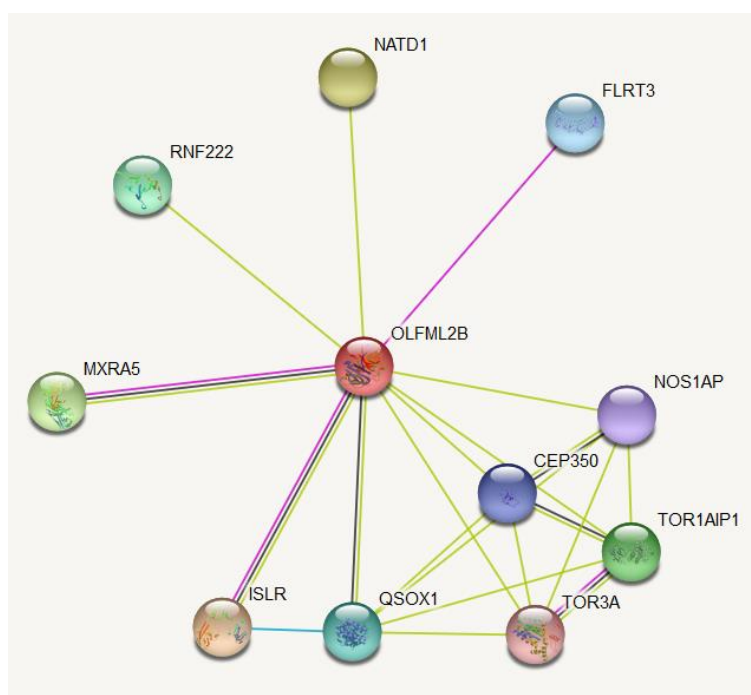 NATD1
FLRT3
RNF222
OLFML2B
MXRA5
NOS1AP
CEP350
TOR1AIP1
ISLR
QSOX1
TOR3A